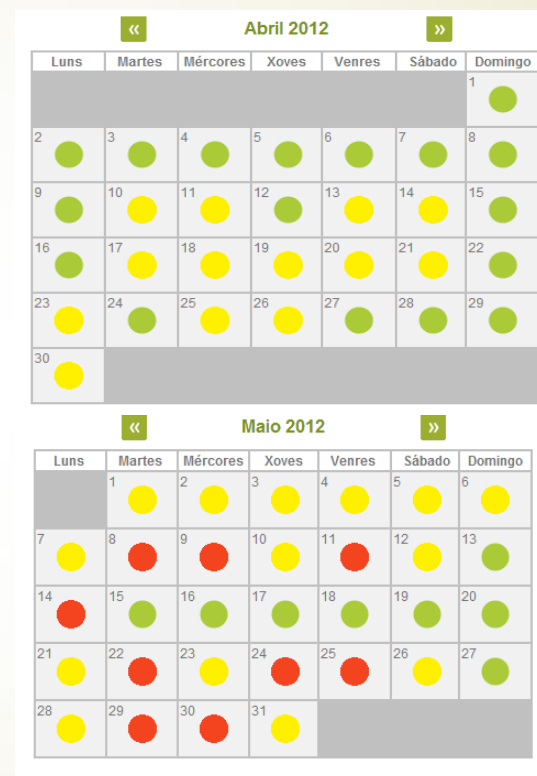 « Abril 2012 »
Luns Martes Mércores Xoves Venres Sábado Domingo
1
2 3 4 5 6 7 8
9 10 11 12 13 14 15
16 17 18 19 20 21 22
23 24 25 26 27 28 29
30
« Maio 2012 »
Luns Martes Mércores Xoves Venres Sábado Domingo
1 2 3 4 5 6
7 8 9 10 11 12 13
14 15 16 17 18 19 20
21 22 23 24 25 26 27
28 29 30 31